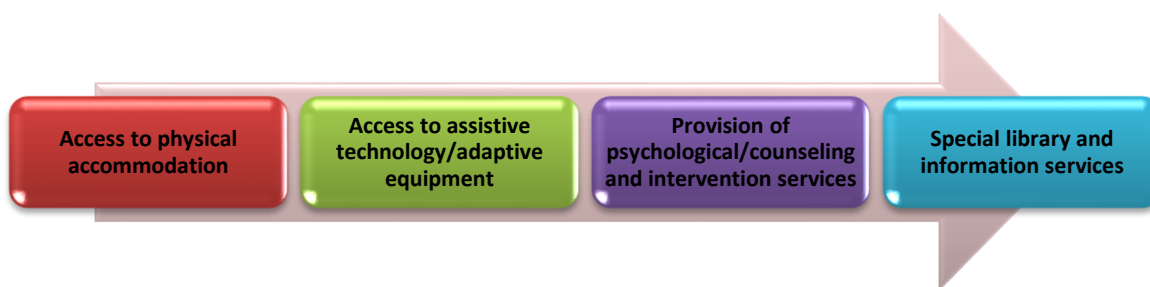 Access to physical
accommodation
Access to assistive
technology/adaptive
equipment
Provision of
psychological/counseling
and intervention services
Special library and
information services